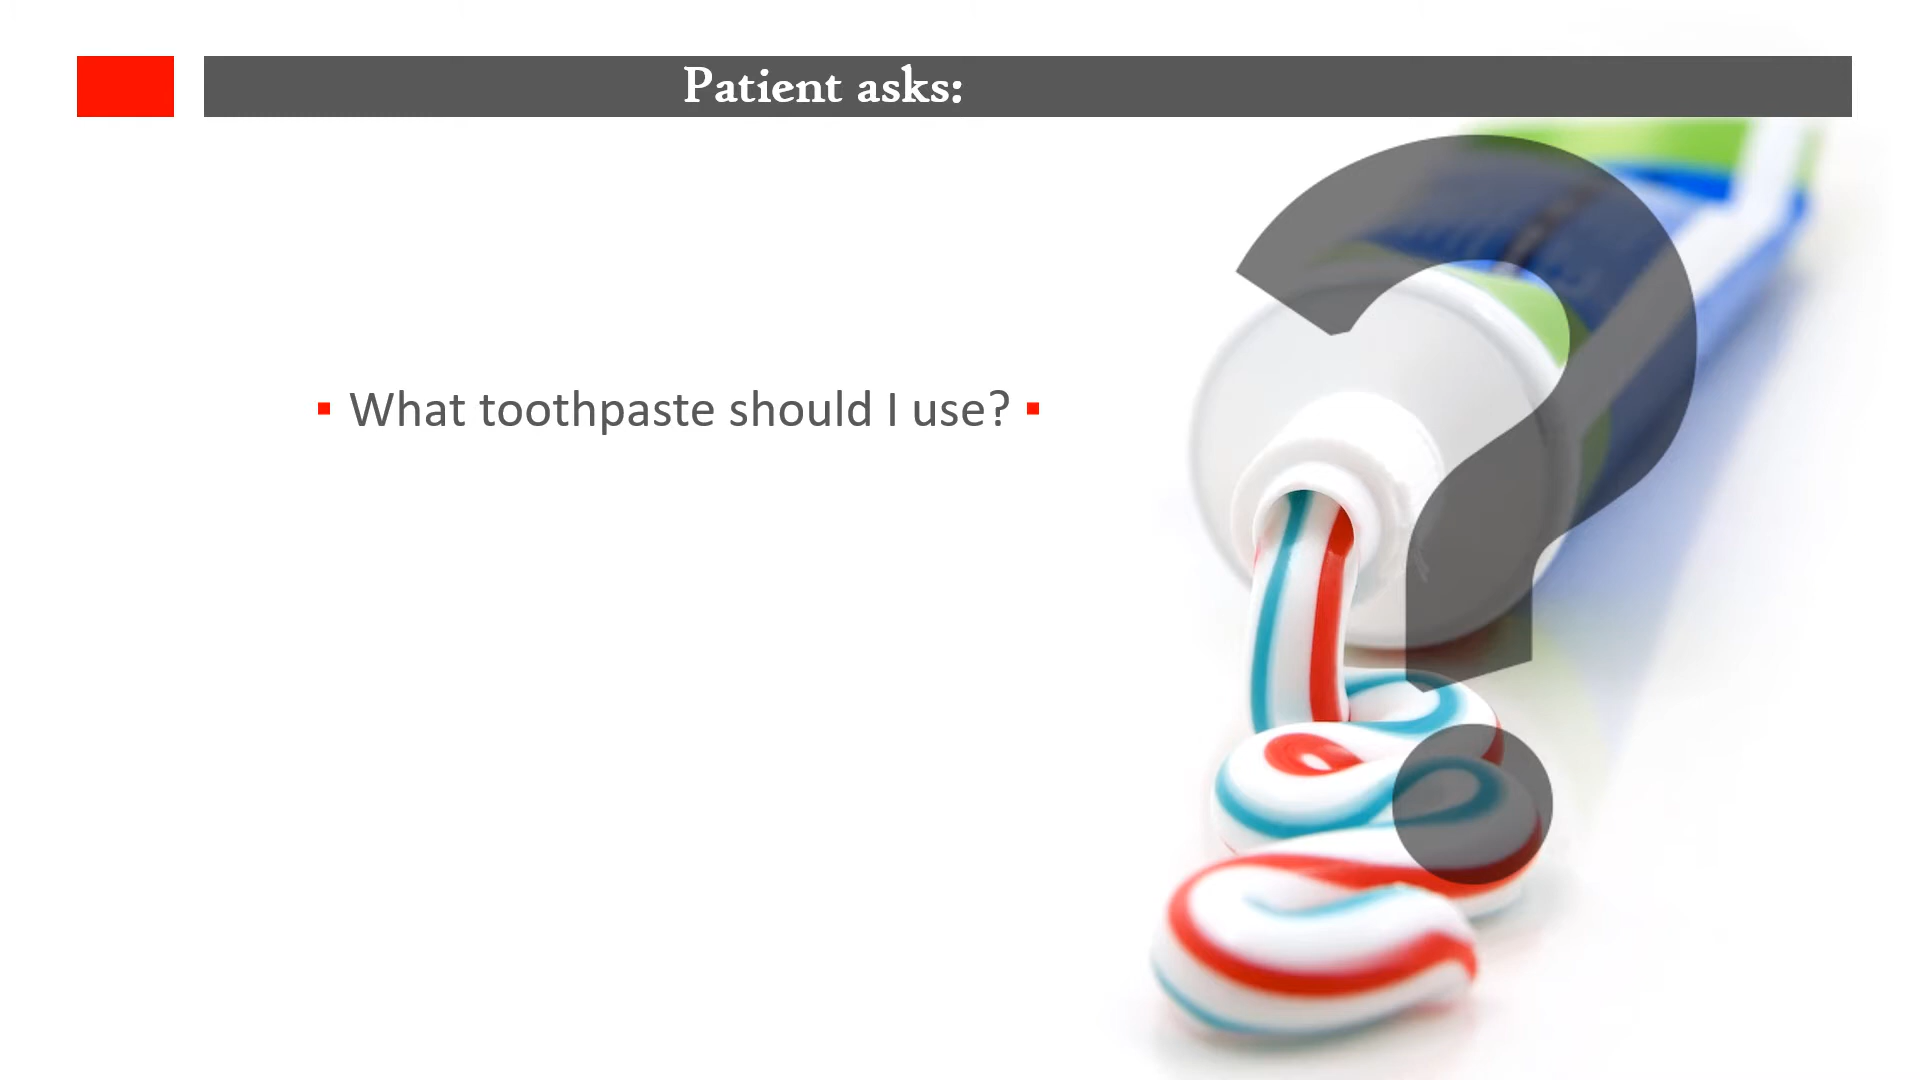 Patient asks:
▪ What toothpaste should I use? ▪